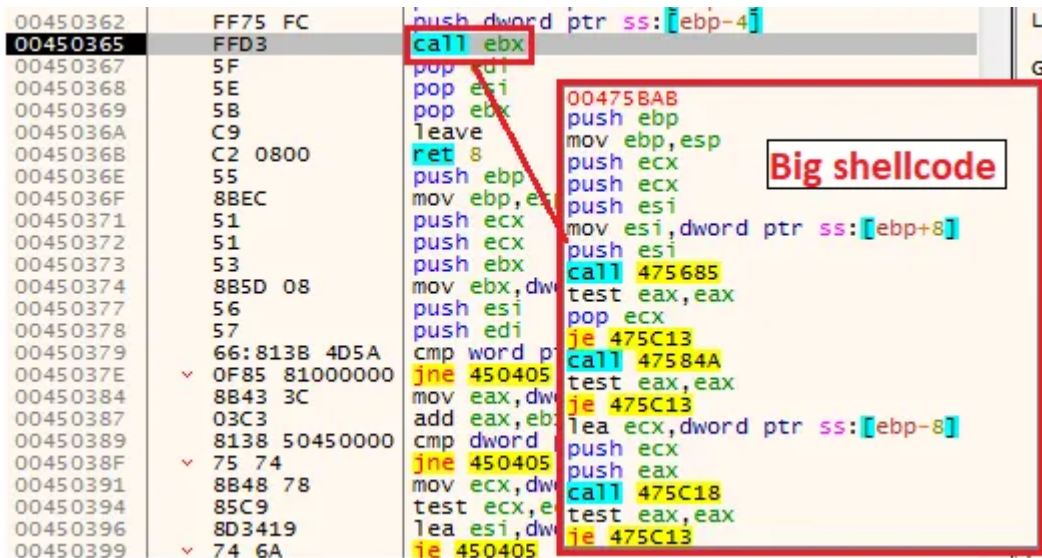 00450362 FF75 FC push dword ptr ss:[ebp-4]
00450365 FFD3 call ebx
00450367 5F pop edi
00450368 5E pop esi
00450369 5B pop ebx
0045036A C9 leave
0045036B C2 0800 ret 8
0045036E 55 push ebp
0045036F 8BEC mov ebp,esp
00450371 51 push ecx
00450372 51 push ecx
00450373 53 push ebx
00450374 8B5D 08 mov ebx,dw
00450377 56 push esi
00450378 57 push edi
00450379 66:813B 4D5A cmp word p
0045037E 0F85 81000000 jne 450405
00450384 8B43 3C mov eax,dw
00450387 03C3 add eax,eb
00450389 8138 50450000 cmp dword
0045038F 75 74 jne 450405
00450391 8B48 78 mov ecx,dw
00450394 85C9 test ecx,e
00450396 8D3419 lea esi,dw
00450399 74 6A je 450405
00475BAB
push ebp
mov ebp,esp
push ecx
push ecx
push esi
mov esi,dword ptr ss:[ebp+8]
push esi
call 475685
test eax,eax
pop ecx
je 475C13
call 47584A
test eax,eax
je 475C13
lea ecx,dword ptr ss:[ebp-8]
push ecx
push eax
call 475C18
test eax,eax
je 475C13
Big shellcode